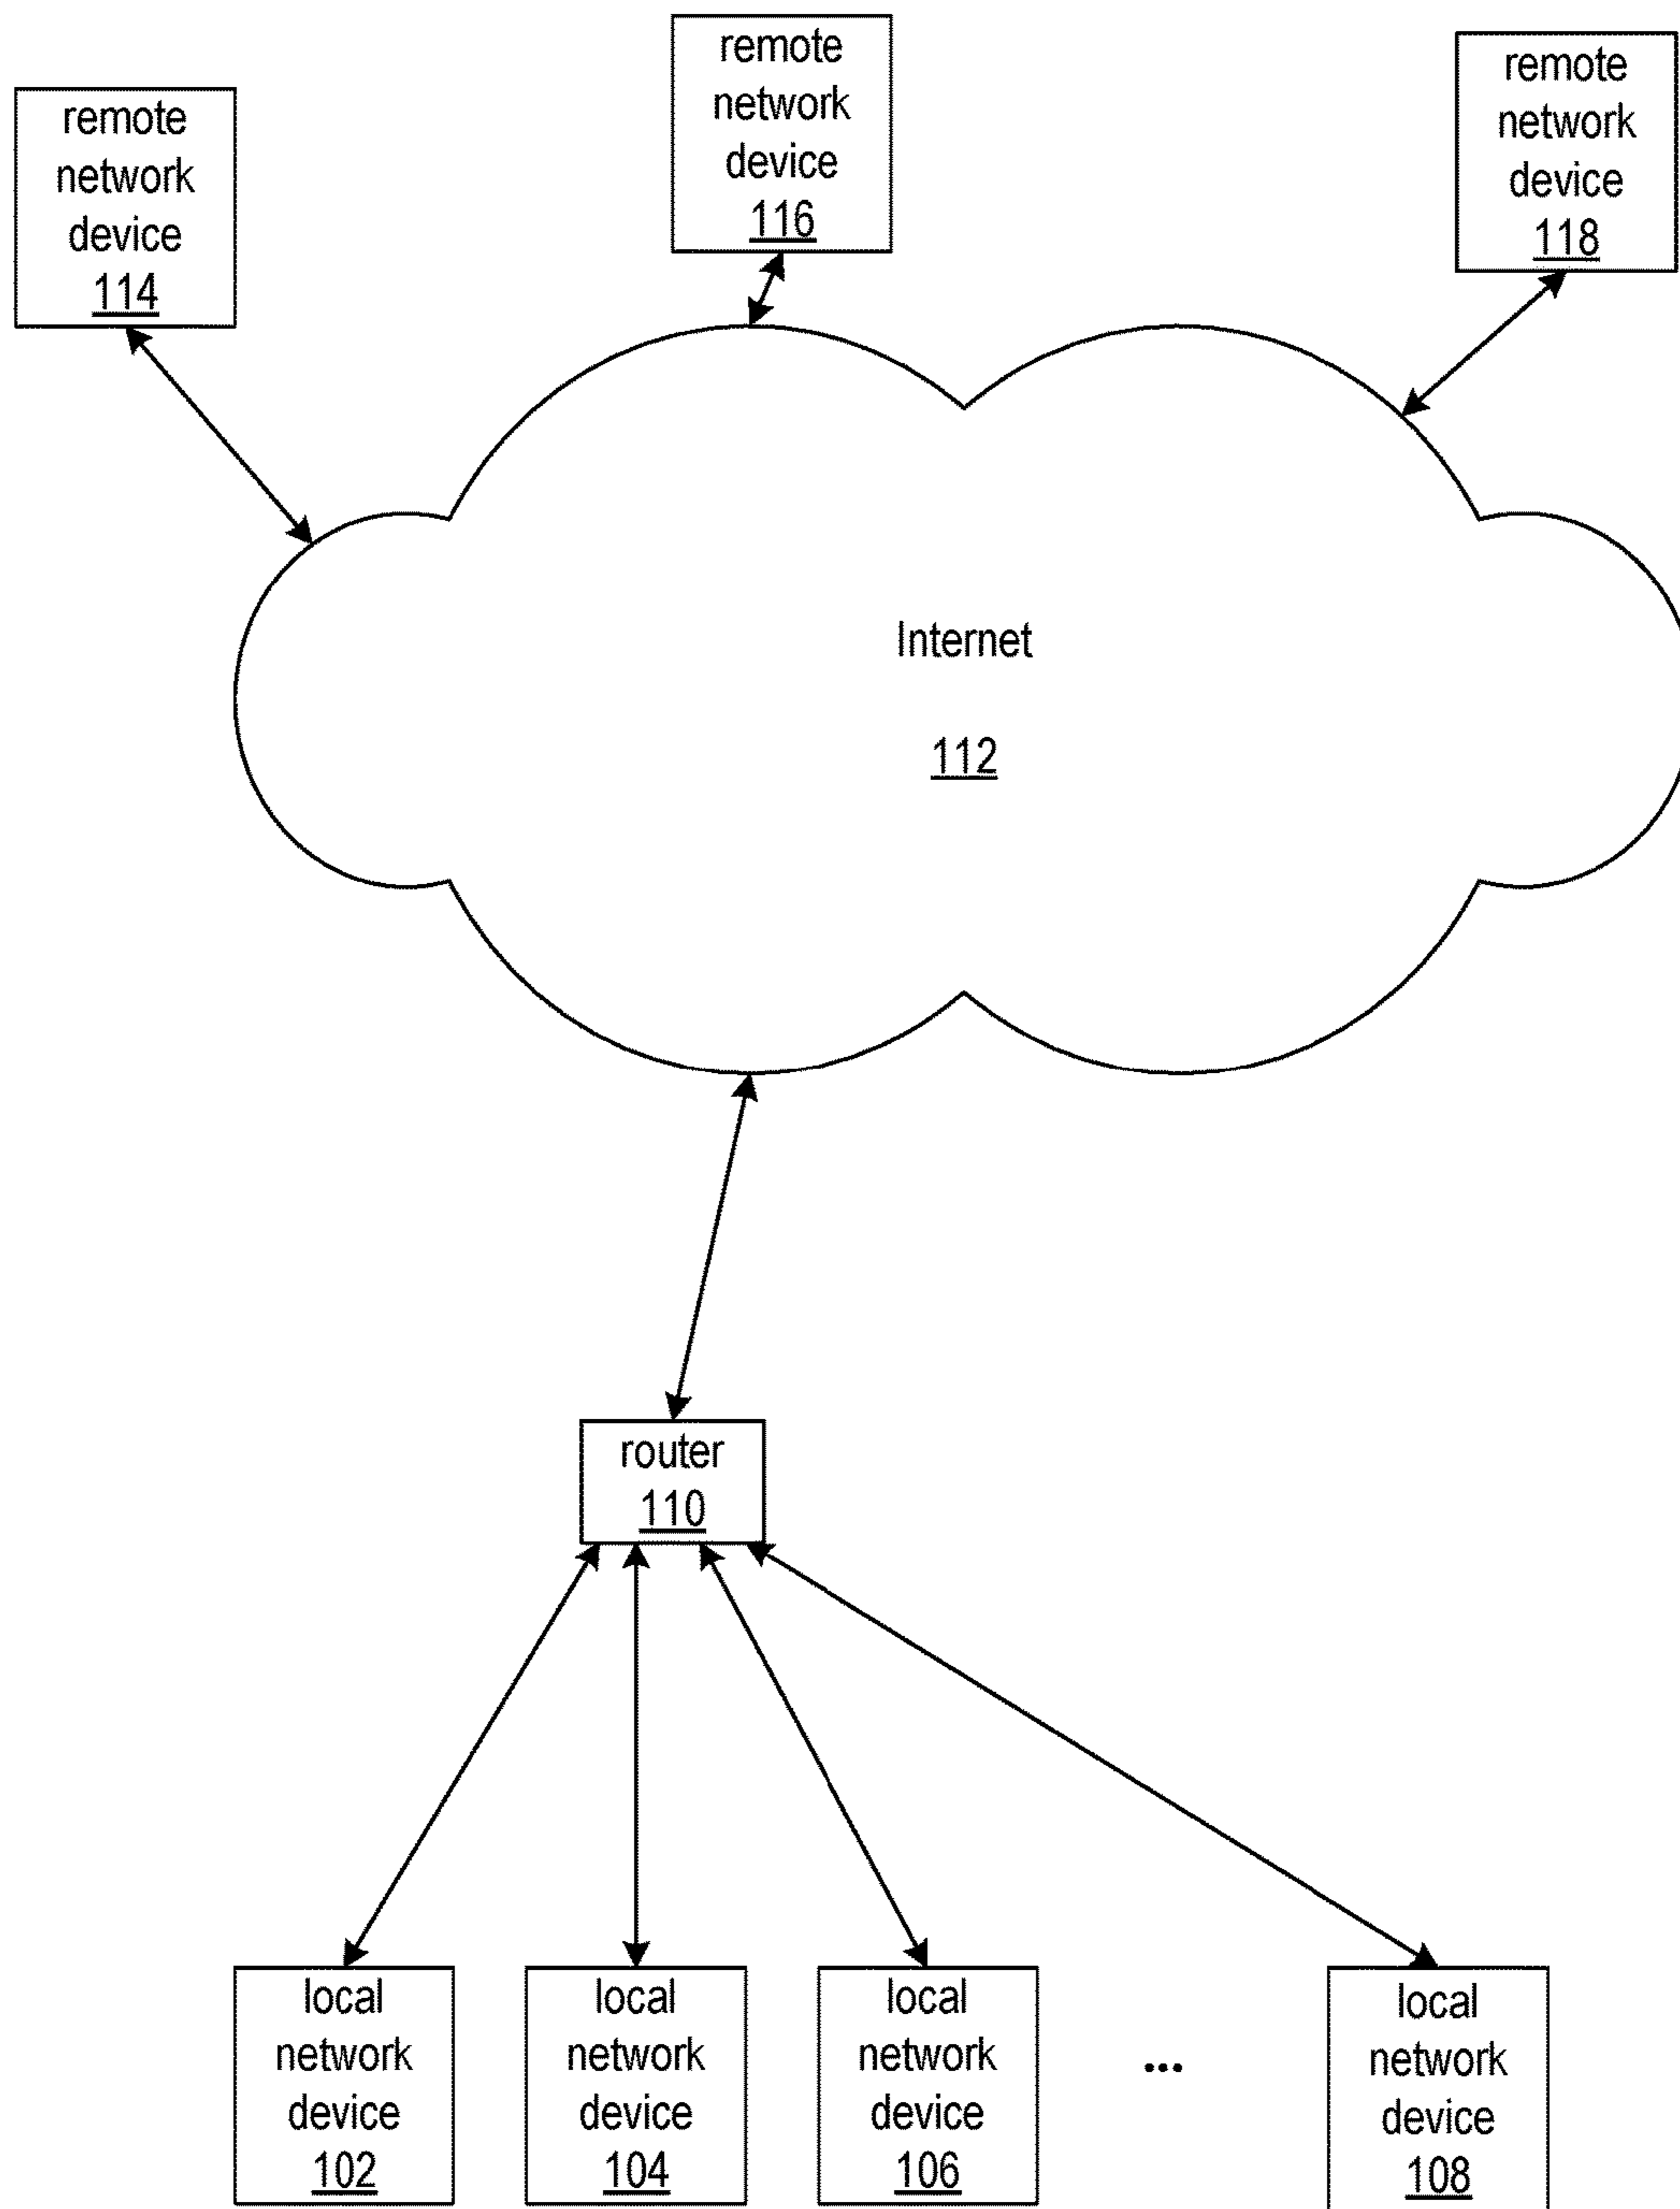 remote
network
device
116
remote
network
device
118
remote
network
device
114
Internet
112
router
110
local
network
device
102
local
network
device
104
local
network
device
106
...
local
network
device
108